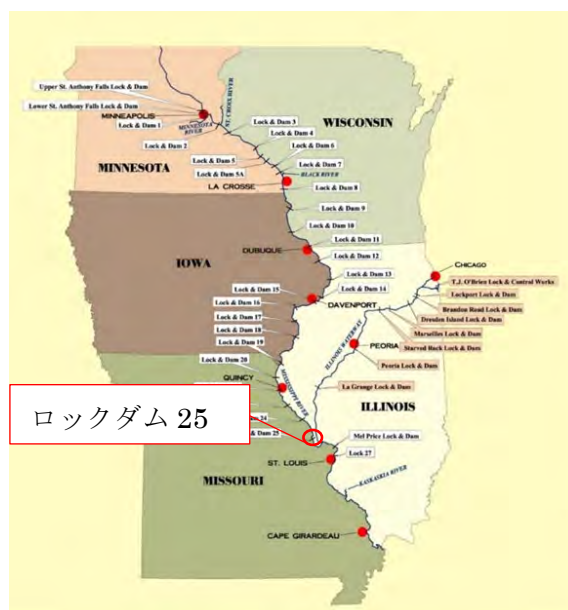 Upper St. Anthony Falls Lock & Dam
Lower St. Anthony Falls Lock & Dam
MINNEAPOLIS
Lock & Dam 1
MINNESOTA
RIVER
ST. CROIX RIVER
Lock & Dam 2
Lock & Dam 3
Lock & Dam 4
WISCONSIN
Lock & Dam 6
Lock & Dam 5
Lock & Dam 7
Lock & Dam 5A
BLACK RIVER
MINNESOTA
LA CROSSE
Lock & Dam 8
Lock & Dam 9
Lock & Dam 10
Lock & Dam 11
DUBUQUE
Lock & Dam 12
IOWA
CHICAGO
Lock & Dam 13
T.J. O'Brien Lock & Control Works
Lock & Dam 15
Lock & Dam 14
Lockport Lock & Dam
Lock & Dam 16
DAVENPORT
Brandon Road Lock & Dam
Lock & Dam 17
Dresden Island Lock & Dam
Lock & Dam 18
Marseilles Lock & Dam
Lock & Dam 19
ILLINOIS WATERWAY
PEORIA
Starved Rock Lock & Dam
Lock & Dam 20
Peoria Lock & Dam
QUINCY
MISSISSIPPI RIVER
La Grange Lock & Dam
ILLINOIS
ロックダム 25
24
& Dam 25
Mel Price Lock & Dam
Lock 27
ST. LOUIS
MISSOURI
KASKASKIA RIVER
CAPE GIRARDEAU